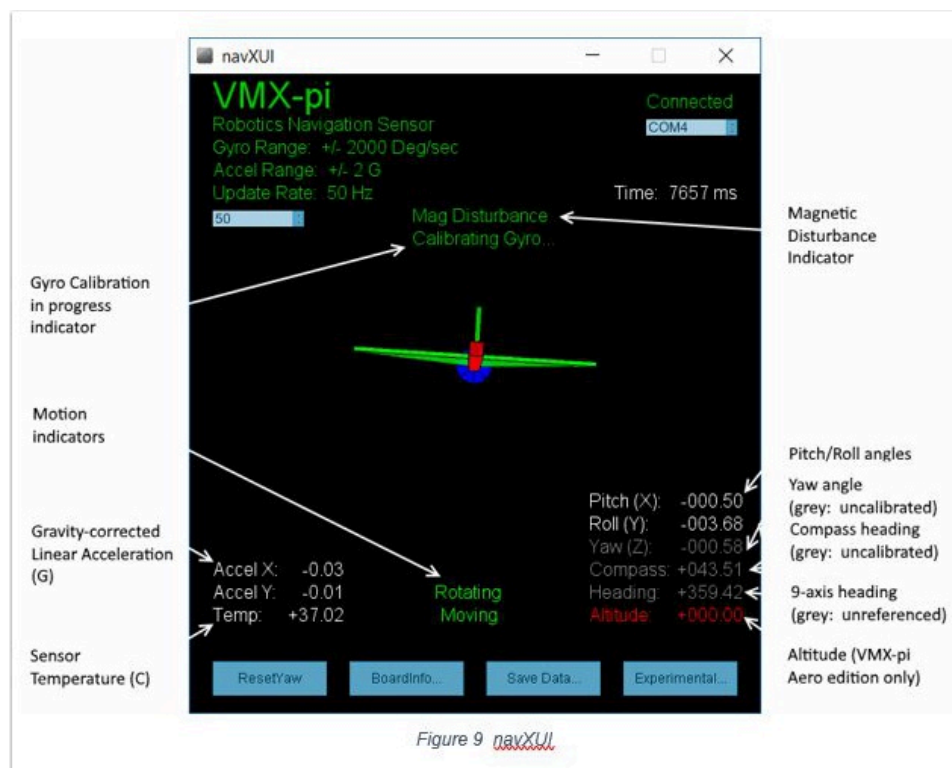 navXUI
VMX-pi
Connected
Robotics Navigation Sensor
COM4
Gyro Range: +/- 2000 Deg/sec
Accel Range: +/- 2 G
Update Rate: 50 Hz
Time: 7657 ms
50
Mag Disturbance
Calibrating Gyro...
Magnetic
Disturbance
Indicator
Gyro Calibration
in progress
indicator
Motion
indicators
Gravity-corrected
Linear Acceleration
(G)
Sensor
Temperature (C)
Accel X: -0.03
Accel Y: -0.01
Temp: +37.02
Rotating
Moving
Pitch (X): -000.50
Roll (Y): -003.68
Yaw (Z): -000.58
Compass: +043.51
Heading: +359.42
Altitude: +000.00
Pitch/Roll angles
Yaw angle
(grey: uncalibrated)
Compass heading
(grey: uncalibrated)
9-axis heading
(grey: unreferenced)
Altitude (VMX-pi
Aero edition only)
ResetYaw
BoardInfo...
Save Data...
Experimental...
Figure 9 navXUI